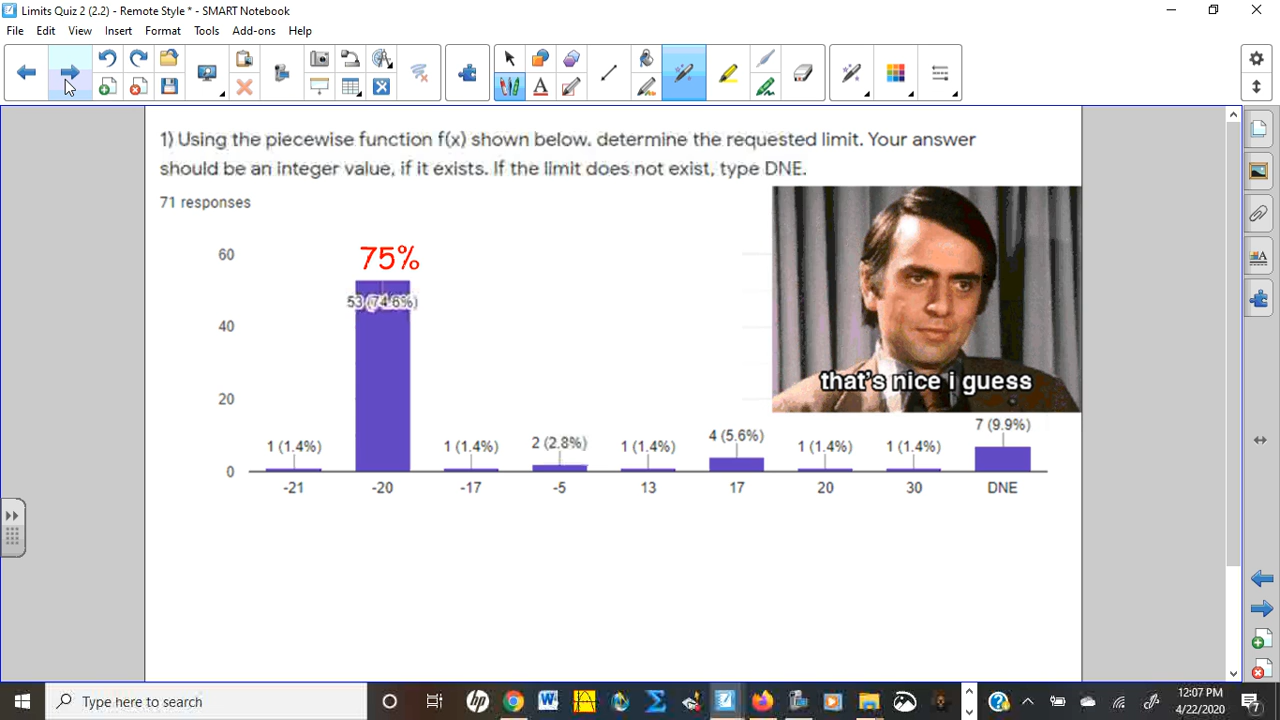 Limits Quiz 2 (2.2) - Remote Style * - SMART Notebook
File Edit View Insert Format Tools Add-ons Help
1) Using the piecewise function f(x) shown below. determine the requested limit. Your answer
should be an integer value, if it exists. If the limit does not exist, type DNE.
71 responses
60
75%
53 (74.6%)
40
that's nice i guess
20
1 (1.4%) 1 (1.4%) 2 (2.8%) 1 (1.4%) 4 (5.6%) 1 (1.4%) 1 (1.4%) 7 (9.9%)
0
-21 -20 -17 -5 13 17 20 30 DNE
Type here to search
12:07 PM
4/22/2020
7